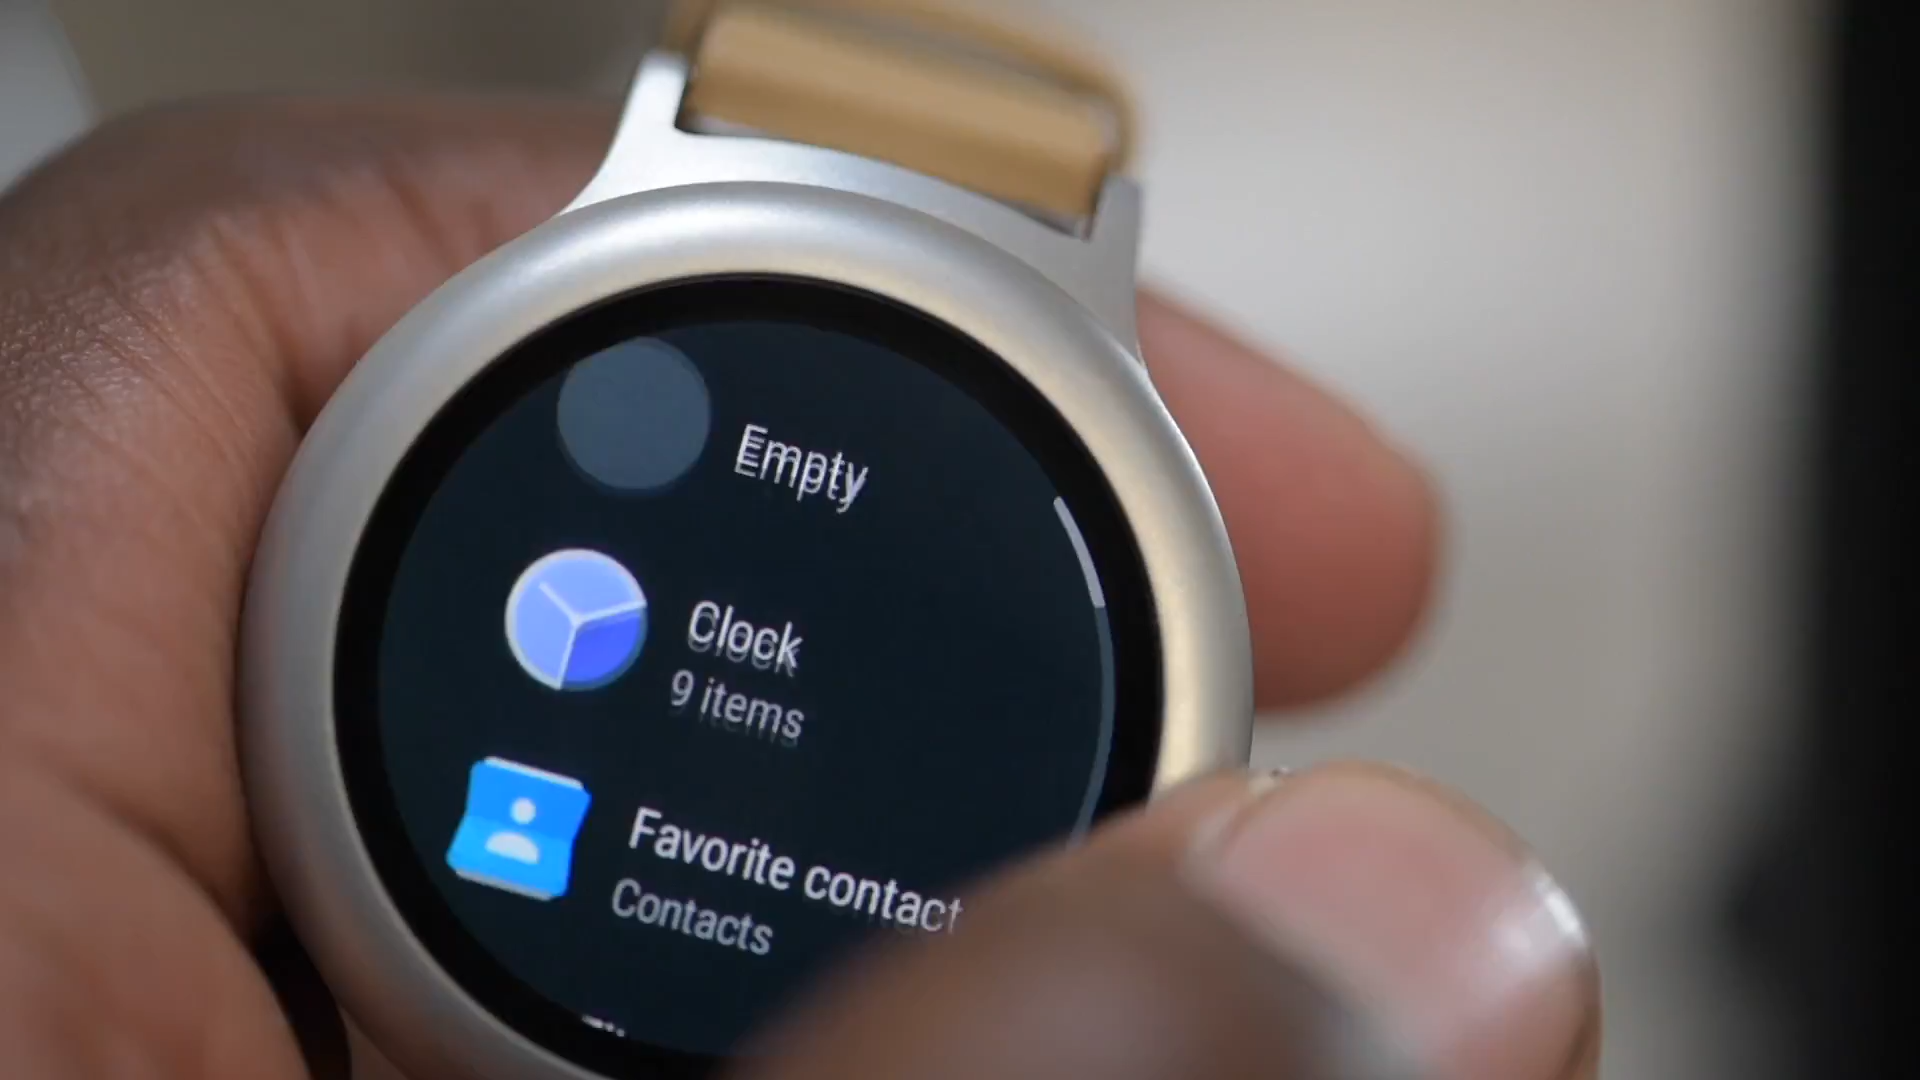 Empty
Clock
9 items
Favorite contact
Contacts